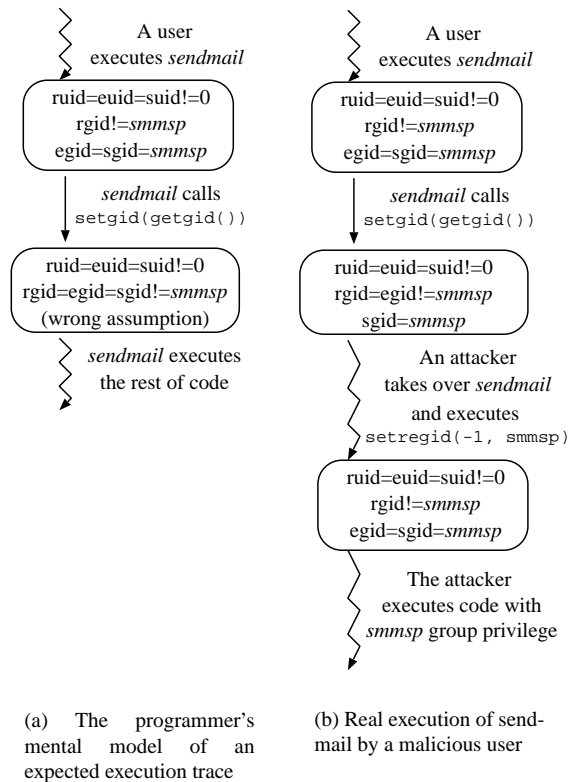 A user
executes sendmail
ruid=euid=suid!=0
rgid!=smmsp
egid=sgid=smmsp
sendmail calls
setgid(getgid())
ruid=euid=suid!=0
rgid=egid=sgid!=smmsp
(wrong assumption)
sendmail executes
the rest of code
(a) The programmer's
mental model of an
expected execution trace
A user
executes sendmail
ruid=euid=suid!=0
rgid!=smmsp
egid=sgid=smmsp
sendmail calls
setgid(getgid())
ruid=euid=suid!=0
rgid=egid!=smmsp
sgid=smmsp
An attacker
takes over sendmail
and executes
setregid(-1, smmsp)
ruid=euid=suid!=0
rgid!=smmsp
egid=sgid=smmsp
The attacker
executes code with
smmsp group privilege
(b) Real execution of send-
mail by a malicious user